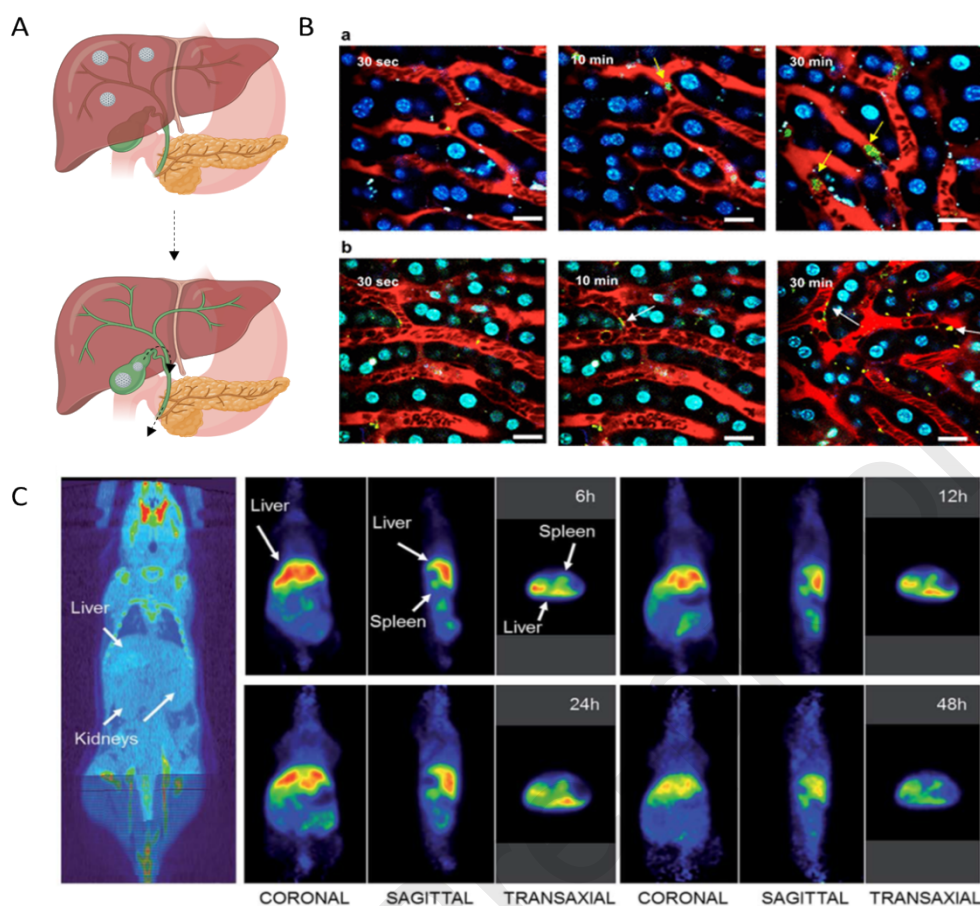 A
B
a
30 sec
10 min
30 min
b
30 sec
10 min
30 min
C
Liver
Kidneys
Liver
Liver
Spleen
6h
Spleen
Liver
12h
24h
48h
CORONAL SAGITTAL TRANSAXIAL CORONAL SAGITTAL TRANSAXIAL